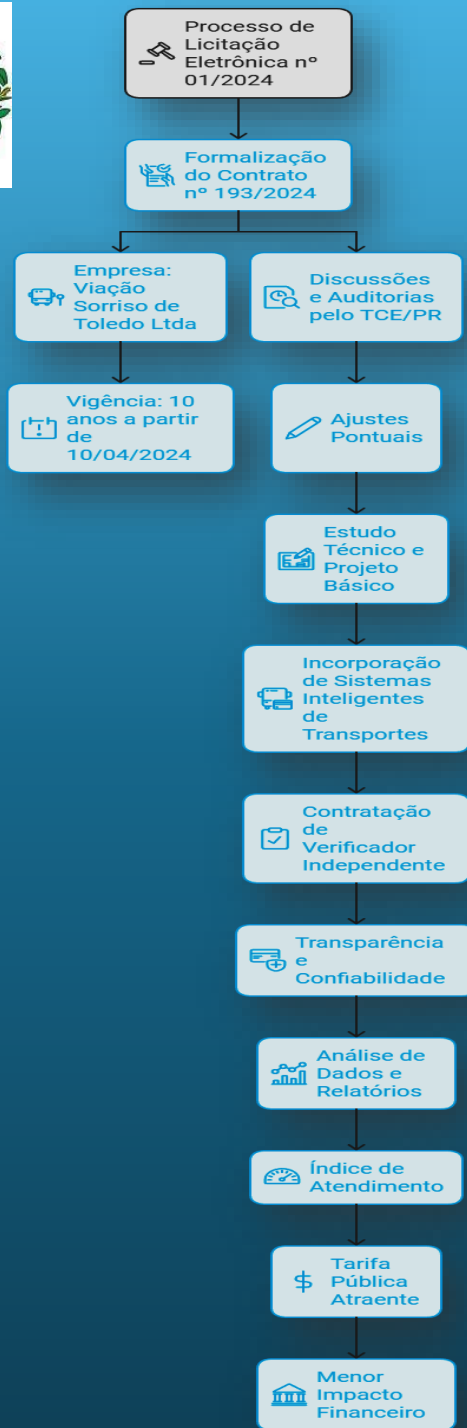 Processo de
Licitação
Eletrônica nº
01/2024
Formalização
do Contrato
nº 193/2024
Empresa:
Viação
Sorriso de
Toledo Ltda
Discussões
e Auditorias
pelo TCE/PR
Vigência: 10
anos a partir
de
10/04/2024
Ajustes
Pontuais
Estudo
Técnico e
Projeto
Básico
Incorporação
de Sistemas
Inteligentes
de
Transportes
Contratação
de
Verificador
Independente
Transparência
e
Confiabilidade
Análise de
Dados e
Relatórios
Índice de
Atendimento
Tarifa
Pública
Atraente
Menor
Impacto
Financeiro